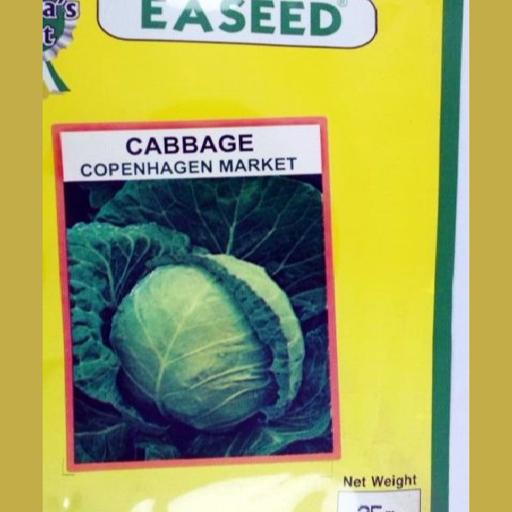 a's
t
EASEED®
CABBAGE
COPENHAGEN MARKET
Net Weight